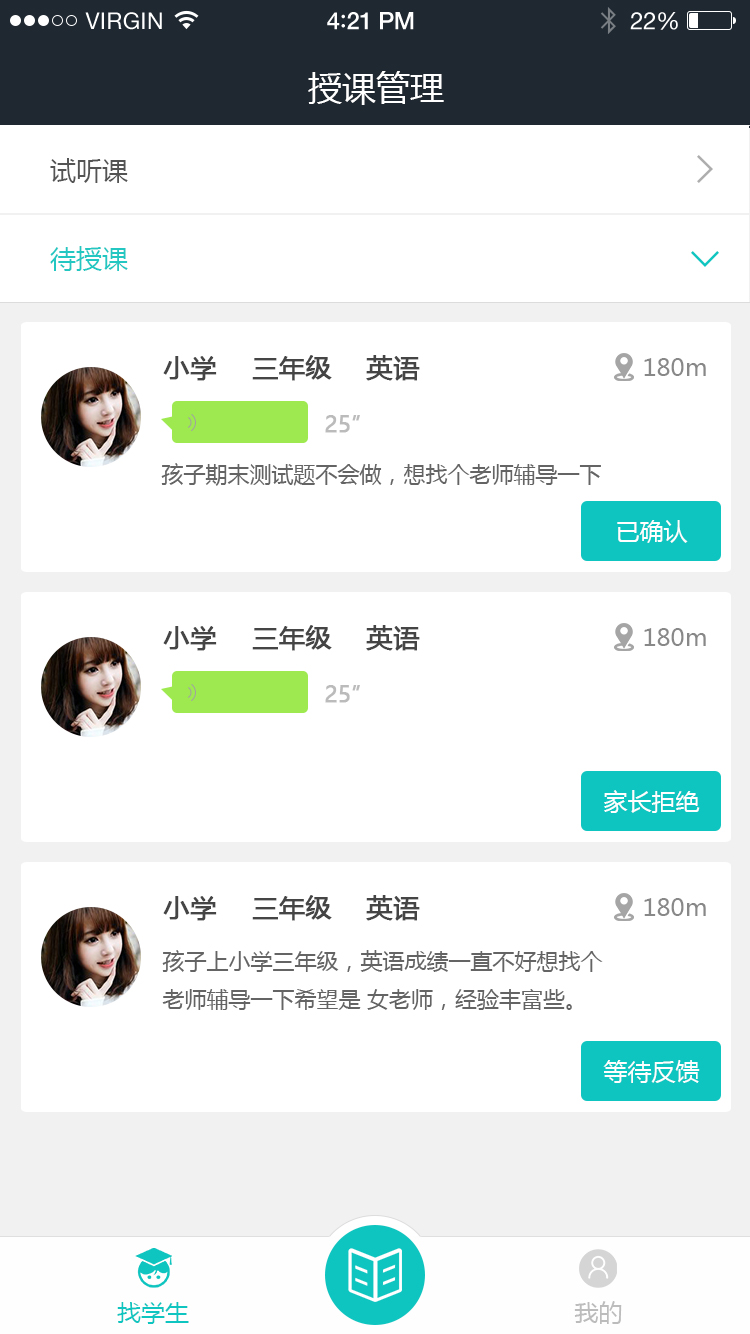 VIRGIN 4:21 PM 22%
授课管理
试听课
待授课
小学 三年级 英语 180m
25″
孩子期末测试题不会做，想找个老师辅导一下
已确认
小学 三年级 英语 180m
25″
家长拒绝
小学 三年级 英语 180m
孩子上小学三年级，英语成绩一直不好想找个
老师辅导一下希望是 女老师，经验丰富些。
等待反馈
找学生 我的